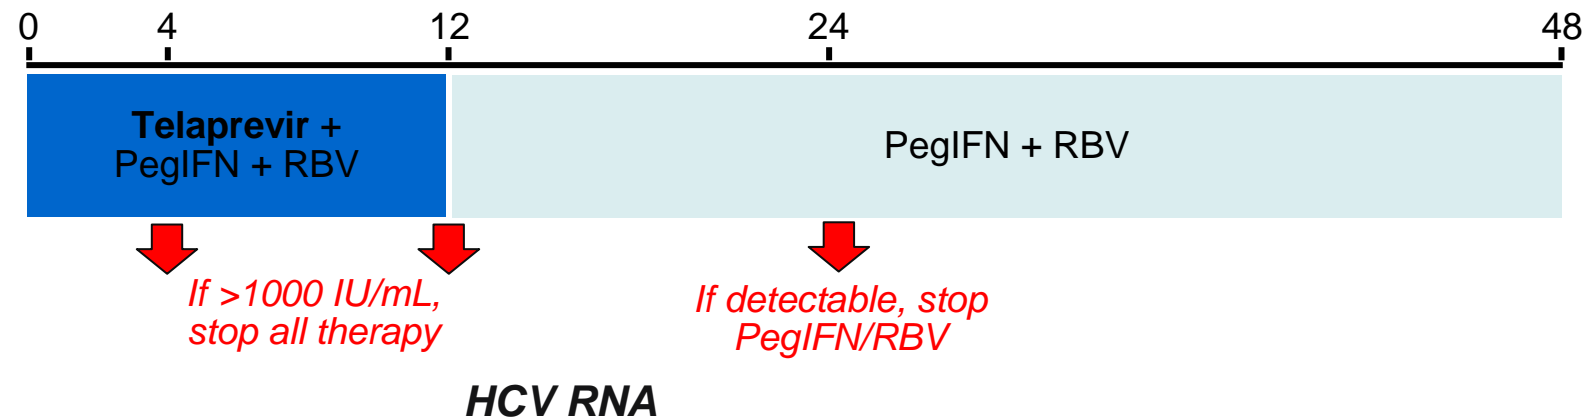 0 4 12 24 48
Telaprevir +
PegIFN + RBV
PegIFN + RBV
If >1000 IU/mL,
stop all therapy
If detectable, stop
PegIFN/RBV
HCV RNA